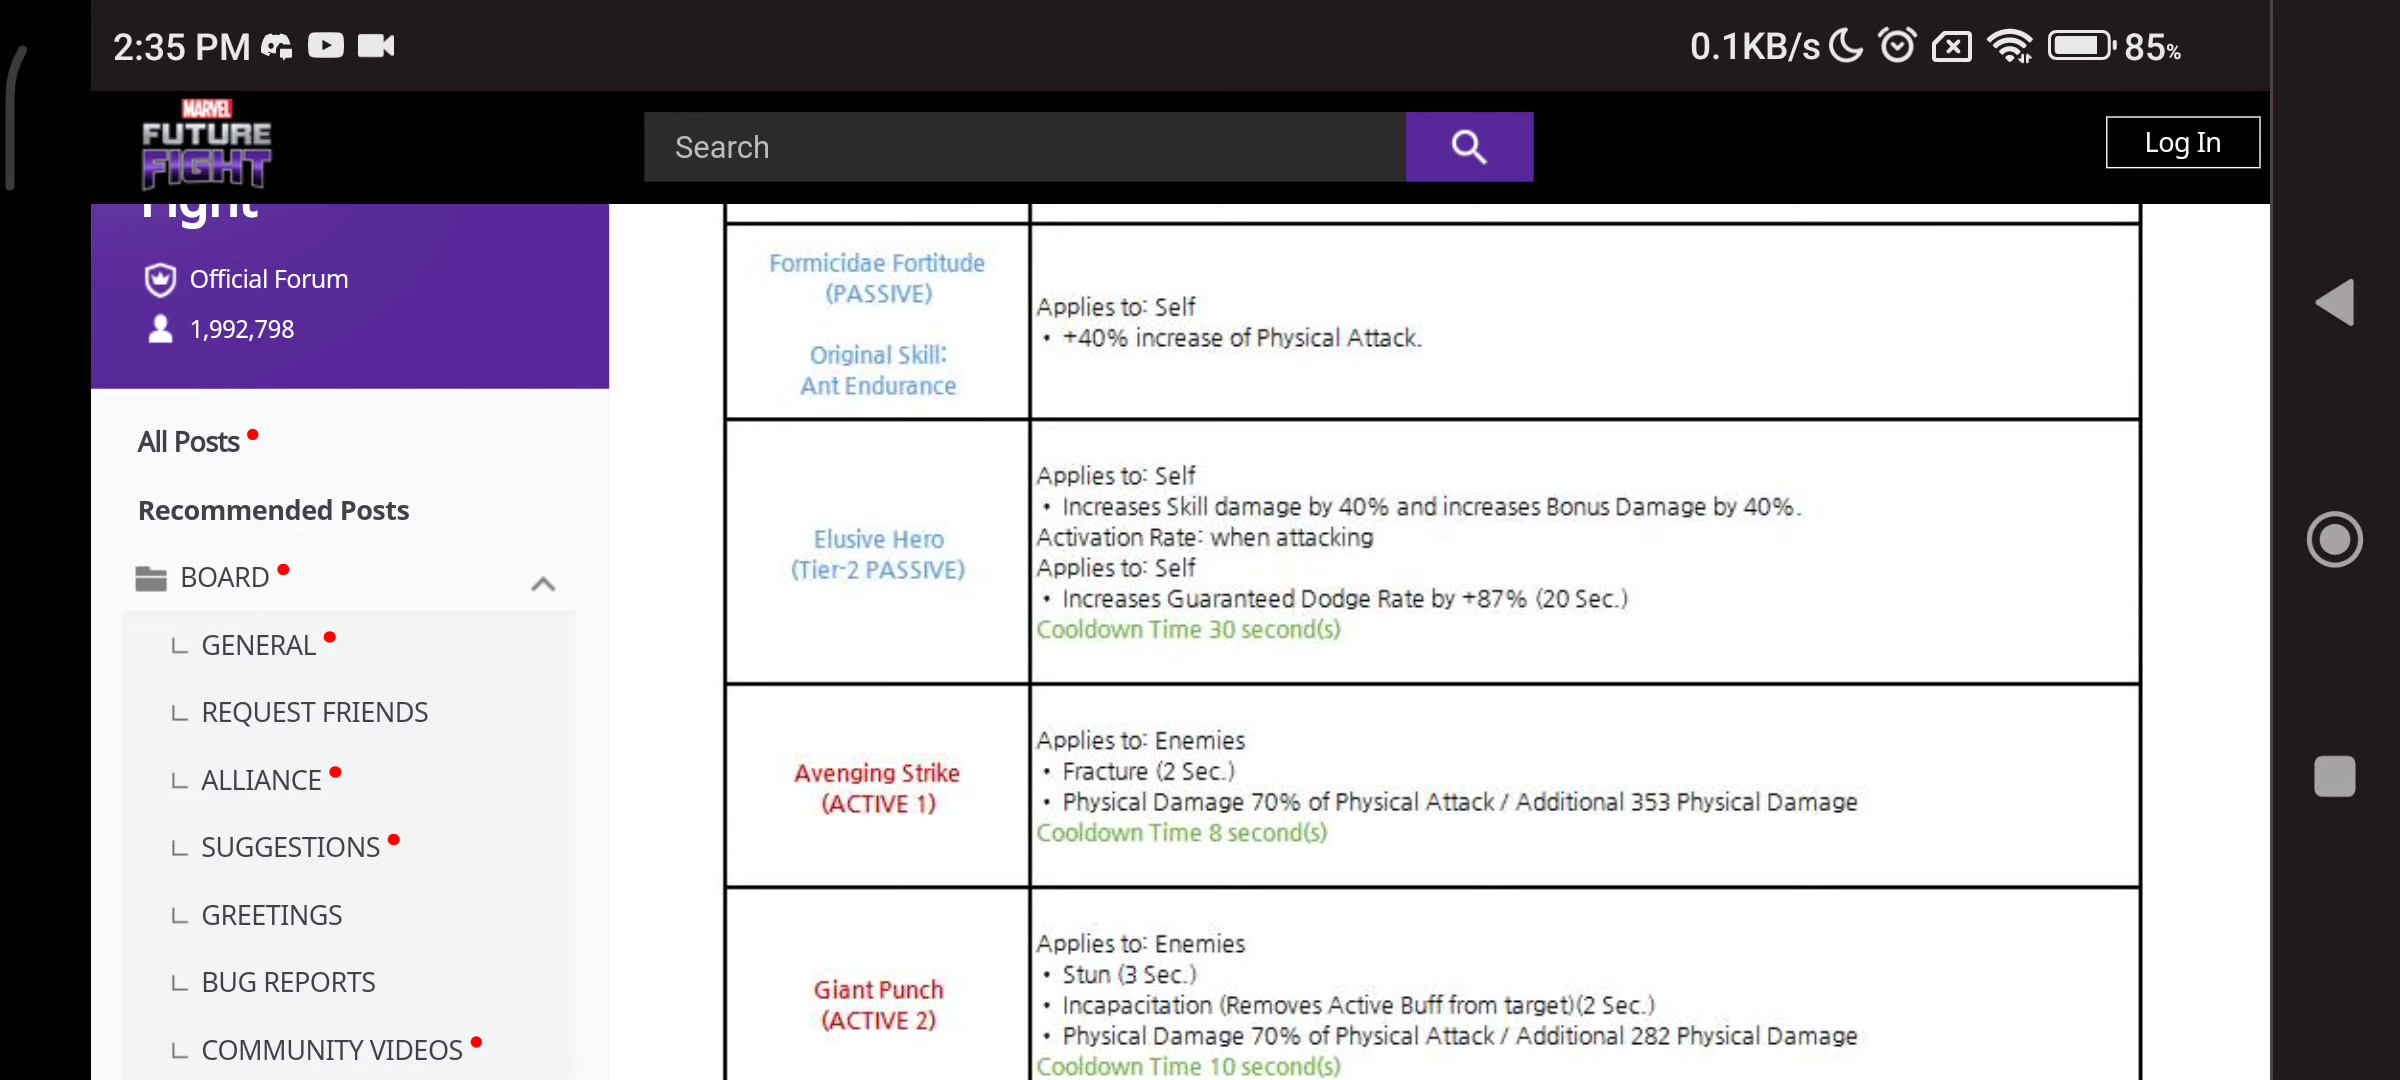 2:35 PM
0.1KB/s
85%
MARVEL
FUTURE
FIGHT
Search
Log In
Fight
Official Forum
1,992,798
All Posts
Recommended Posts
BOARD
GENERAL
REQUEST FRIENDS
ALLIANCE
SUGGESTIONS
GREETINGS
BUG REPORTS
COMMUNITY VIDEOS
Formicidae Fortitude
(PASSIVE)
Original Skill:
Ant Endurance
Applies to: Self
• +40% increase of Physical Attack.
Elusive Hero
(Tier-2 PASSIVE)
Applies to: Self
• Increases Skill damage by 40% and increases Bonus Damage by 40%.
Activation Rate: when attacking
Applies to: Self
• Increases Guaranteed Dodge Rate by +87% (20 Sec.)
Cooldown Time 30 second(s)
Avenging Strike
(ACTIVE 1)
Applies to: Enemies
• Fracture (2 Sec.)
• Physical Damage 70% of Physical Attack / Additional 353 Physical Damage
Cooldown Time 8 second(s)
Giant Punch
(ACTIVE 2)
Applies to: Enemies
• Stun (3 Sec.)
• Incapacitation (Removes Active Buff from target)(2 Sec.)
• Physical Damage 70% of Physical Attack / Additional 282 Physical Damage
Cooldown Time 10 second(s)